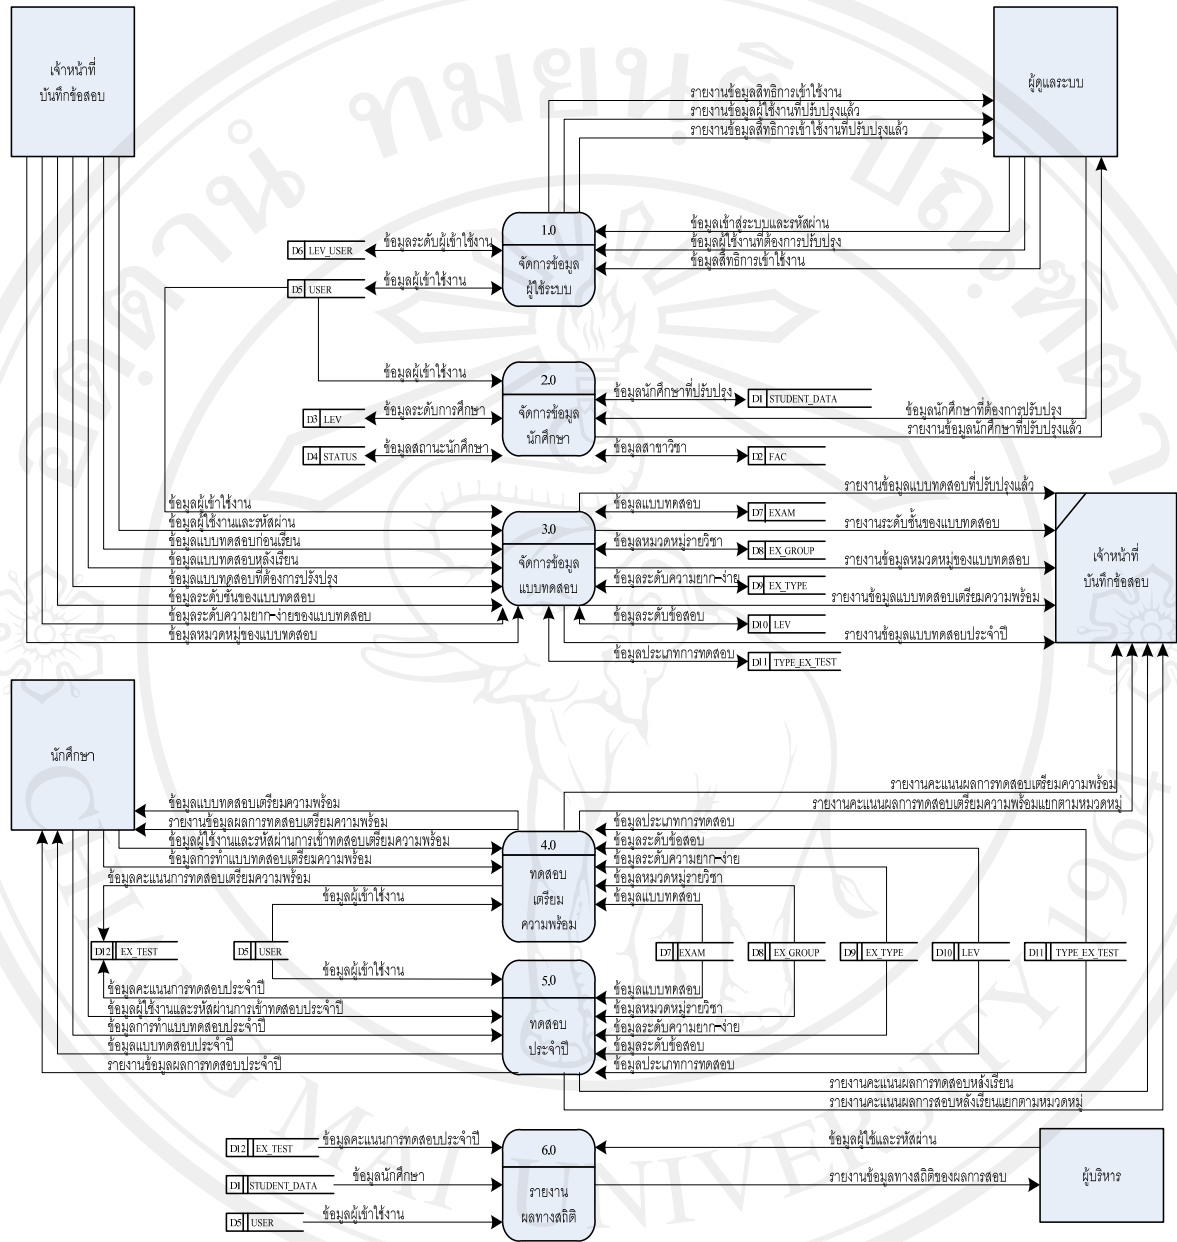 เจ้าหน้าที่
บันทึกข้อสอบ
ผู้ดูแลระบบ
รายงานข้อมูลสิทธิการเข้าใช้งาน
รายงานข้อมูลผู้ใช้งานที่ปรับปรุงแล้ว
รายงานข้อมูลสิทธิการเข้าใช้งานที่ปรับปรุงแล้ว
1.0
จัดการข้อมูล
ผู้ใช้ระบบ
ข้อมูลเข้าสู่ระบบและรหัสผ่าน
ข้อมูลผู้ใช้งานที่ต้องการปรับปรุง
ข้อมูลสิทธิการเข้าใช้งาน
D6 LEV_USER
ข้อมูลระดับผู้เข้าใช้งาน
D5 USER
ข้อมูลผู้เข้าใช้งาน
ข้อมูลผู้เข้าใช้งาน
2.0
จัดการข้อมูล
นักศึกษา
D3 LEV
ข้อมูลระดับการศึกษา
D4 STATUS
ข้อมูลสถานะนักศึกษา
ข้อมูลนักศึกษาที่ปรับปรุง
D1 STUDENT_DATA
ข้อมูลนักศึกษาที่ต้องการปรับปรุง
รายงานข้อมูลนักศึกษาที่ปรับปรุงแล้ว
ข้อมูลสาขาวิชา
D2 FAC
ข้อมูลผู้เข้าใช้งาน
ข้อมูลผู้ใช้งานและรหัสผ่าน
ข้อมูลแบบทดสอบก่อนเรียน
ข้อมูลแบบทดสอบหลังเรียน
ข้อมูลแบบทดสอบที่ต้องการปรังปรุง
ข้อมูลระดับชั้นของแบบทดสอบ
ข้อมูลระดับความยาก-ง่ายของแบบทดสอบ
ข้อมูลหมวดหมู่ของแบบทดสอบ
3.0
จัดการข้อมูล
แบบทดสอบ
ข้อมูลแบบทดสอบ
D7 EXAM
ข้อมูลหมวดหมู่รายวิชา
D8 EX_GROUP
ข้อมูลระดับความยาก-ง่าย
D9 EX_TYPE
ข้อมูลระดับข้อสอบ
D10 LEV
ข้อมูลประเภทการทดสอบ
D11 TYPE_EX_TEST
รายงานข้อมูลแบบทดสอบที่ปรับปรุงแล้ว
รายงานระดับชั้นของแบบทดสอบ
รายงานข้อมูลหมวดหมู่ของแบบทดสอบ
รายงานข้อมูลแบบทดสอบเตรียมความพร้อม
รายงานข้อมูลแบบทดสอบประจำปี
เจ้าหน้าที่
บันทึกข้อสอบ
นักศึกษา
รายงานคะแนนผลการทดสอบเตรียมความพร้อม
รายงานคะแนนผลการทดสอบเตรียมความพร้อมแยกตามหมวดหมู่
ข้อมูลแบบทดสอบเตรียมความพร้อม
รายงานข้อมูลผลการทดสอบเตรียมความพร้อม
ข้อมูลผู้ใช้งานและรหัสผ่านการเข้าทดสอบเตรียมความพร้อม
ข้อมูลการทำแบบทดสอบเตรียมความพร้อม
ข้อมูลคะแนนการทดสอบเตรียมความพร้อม
ข้อมูลผู้เข้าใช้งาน
4.0
ทดสอบ
เตรียม
ความพร้อม
ข้อมูลประเภทการทดสอบ
ข้อมูลระดับข้อสอบ
ข้อมูลระดับความยาก-ง่าย
ข้อมูลหมวดหมู่รายวิชา
ข้อมูลแบบทดสอบ
D12 EX_TEST
D5 USER
D7 EXAM
D8 EX_GROUP
D9 EX_TYPE
D10 LEV
D11 TYPE_EX_TEST
ข้อมูลผู้เข้าใช้งาน
ข้อมูลคะแนนการทดสอบประจำปี
ข้อมูลผู้ใช้งานและรหัสผ่านการเข้าทดสอบประจำปี
ข้อมูลการทำแบบทดสอบประจำปี
ข้อมูลแบบทดสอบประจำปี
รายงานข้อมูลผลการทดสอบประจำปี
5.0
ทดสอบ
ประจำปี
ข้อมูลแบบทดสอบ
ข้อมูลหมวดหมู่รายวิชา
ข้อมูลระดับความยาก-ง่าย
ข้อมูลระดับข้อสอบ
ข้อมูลประเภทการทดสอบ
รายงานคะแนนผลการทดสอบหลังเรียน
รายงานคะแนนผลการสอบหลังเรียนแยกตามหมวดหมู่
D12 EX_TEST
ข้อมูลคะแนนการทดสอบประจำปี
D1 STUDENT_DATA
ข้อมูลนักศึกษา
D5 USER
ข้อมูลผู้เข้าใช้งาน
6.0
รายงาน
ผลทางสถิติ
ข้อมูลผู้ใช้และรหัสผ่าน
รายงานข้อมูลทางสถิติของผลการสอบ
ผู้บริหาร
CHIANG MAI UNIVERSITY 1964